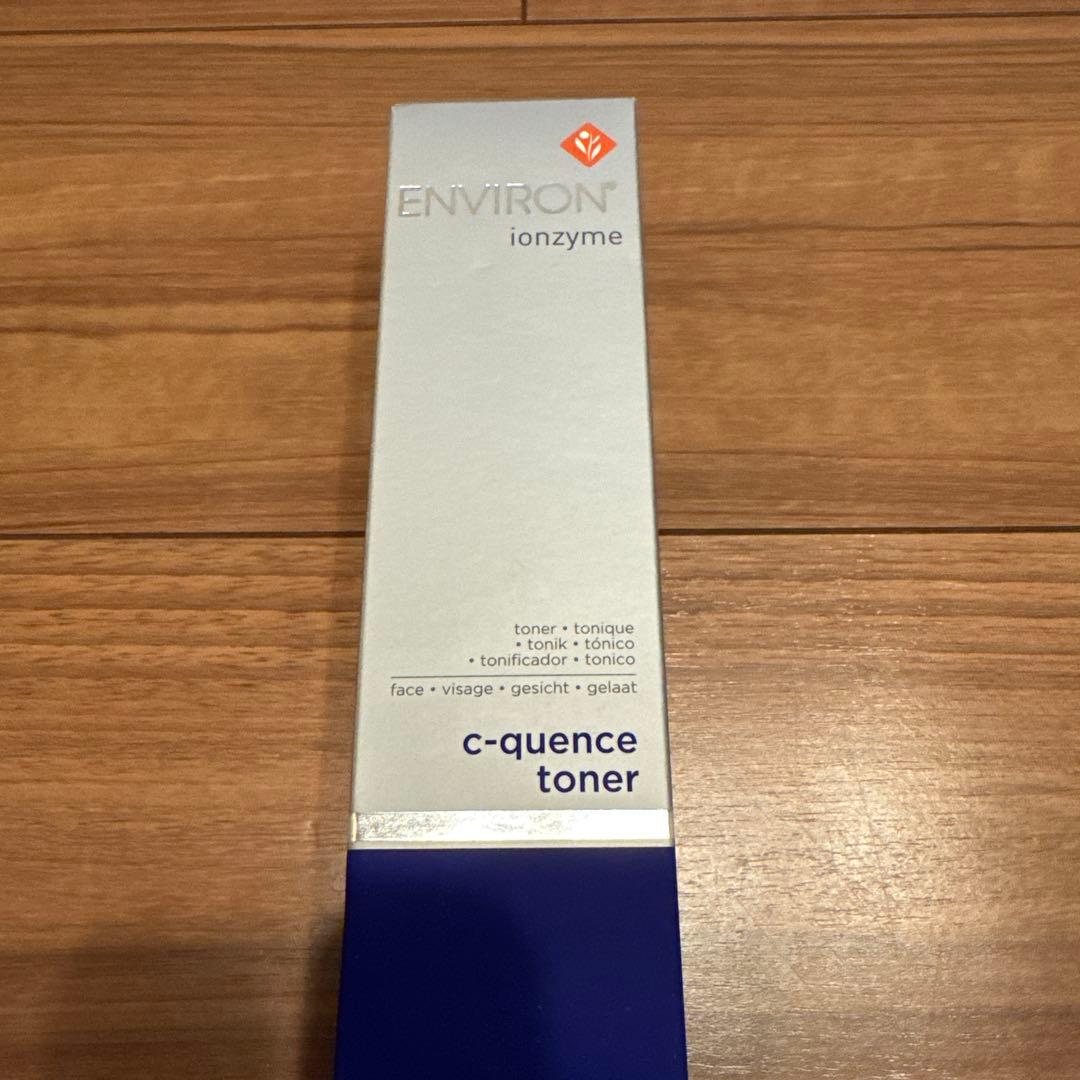 ENVIRON®
ionzyme
toner • tonique
• tonik • tónico
• tonificador • tonico
face • visage • gesicht • gelaat
c-quence
toner